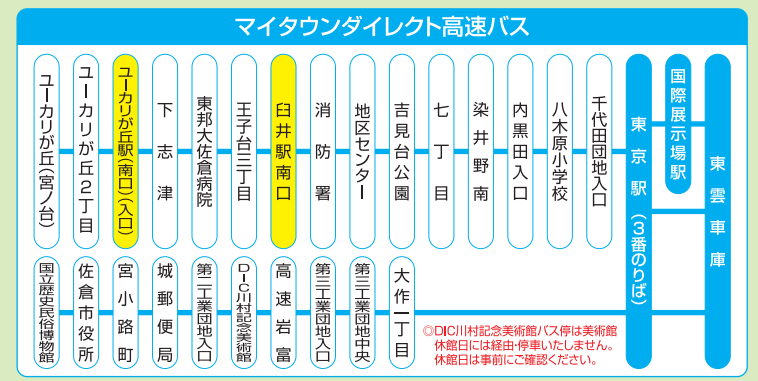 マイタウンダイレクト高速バス
ユーカリが丘(宮ノ台)
ユーカリが丘2丁目
ユーカリが丘駅(南口)(入口)
下志津
東邦大佐倉病院
王子台三丁目
臼井駅南口
消防署
地区センター
吉見台公園
七丁目
染井野南
内黒田入口
八木原小学校
千代田団地入口
東京駅(3番のりば)
国際展示場駅
東雲車庫
国立歴史民俗博物館
佐倉市役所
宮小路町
城郵便局
第二工業団地入口
DIC川村記念美術館
高速岩富
第三工業団地入口
第三工業団地中央
大作一丁目
◎DIC川村記念美術館バス停は美術館
休館日には経由・停車いたしません。
休館日は事前にご確認ください。